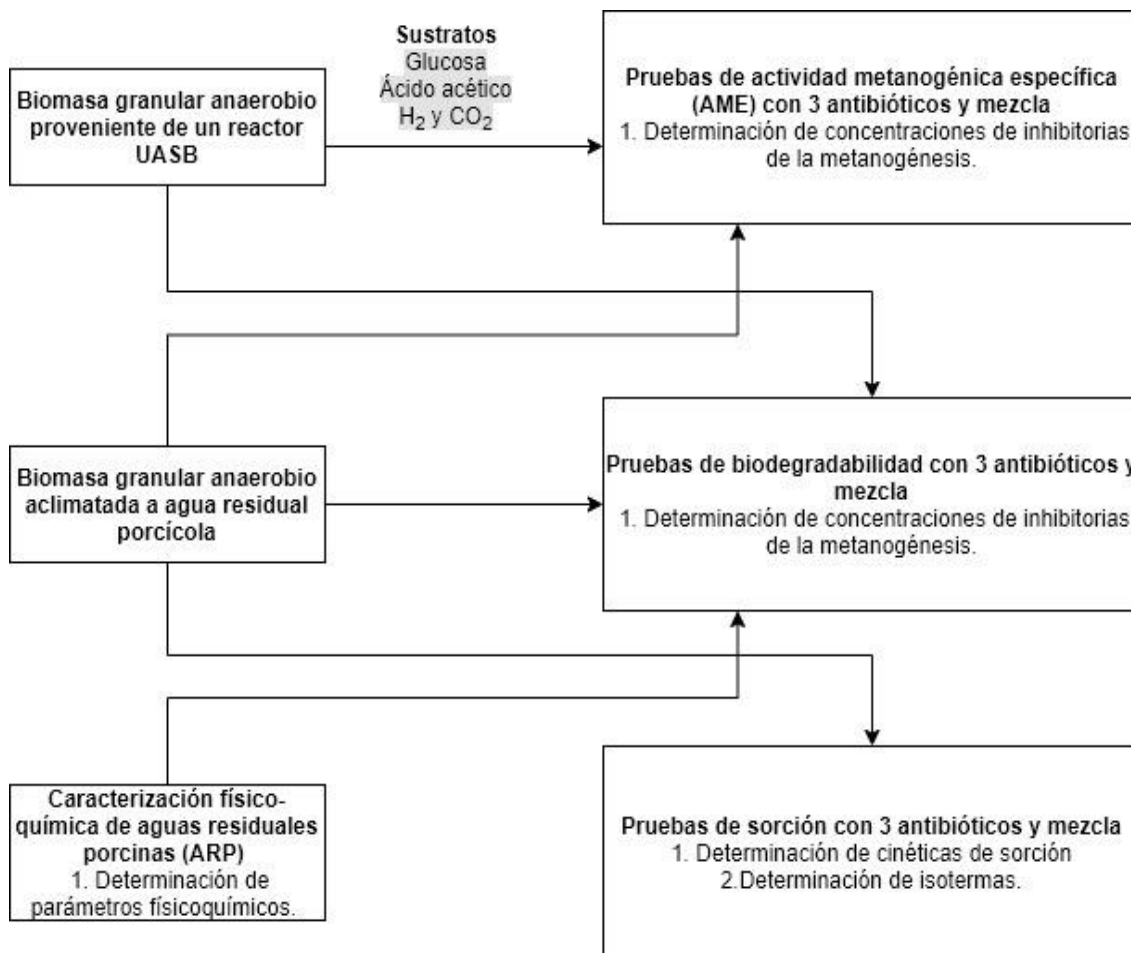 Sustratos
Glucosa
Ácido acético
H2 y CO2
Biomasa granular anaerobio
proveniente de un reactor
UASB
Pruebas de actividad metanogénica específica
(AME) con 3 antibióticos y mezcla
1. Determinación de concentraciones de inhibitorias
de la metanogénesis.
Biomasa granular anaerobio
aclimatada a agua residual
porcícola
Pruebas de biodegradabilidad con 3 antibióticos y
mezcla
1. Determinación de concentraciones de inhibitorias
de la metanogénesis.
Caracterización físico-
química de aguas residuales
porcinas (ARP)
1. Determinación de
parámetros físicoquímicos.
Pruebas de sorción con 3 antibióticos y mezcla
1. Determinación de cinéticas de sorción
2.Determinación de isotermas.